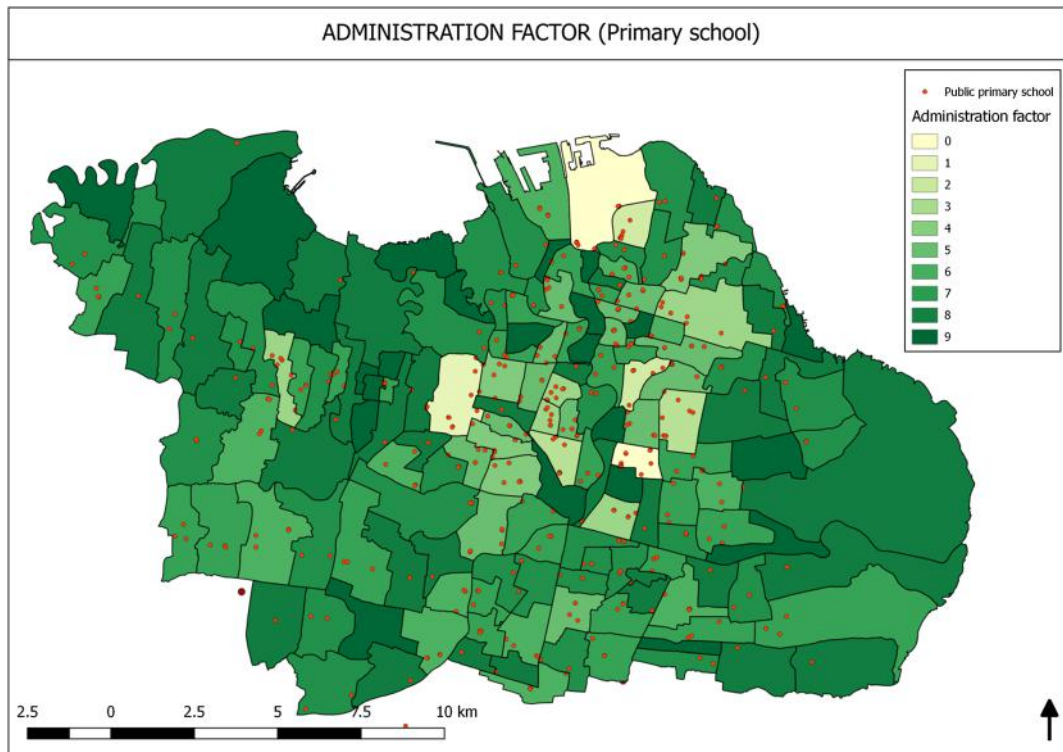 ADMINISTRATION FACTOR (Primary school)
Public primary school
Administration factor
0
1
2
3
4
5
6
7
8
9
2.5 0 2.5 5 7.5 10 km